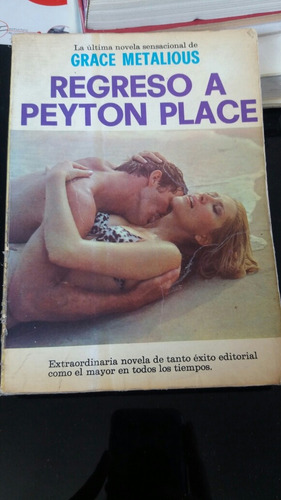 La última novela sensacional de
GRACE METALIOUS
REGRESO A
PEYTON PLACE
Extraordinaria novela de tanto éxito editorial
como el mayor en todos los tiempos.